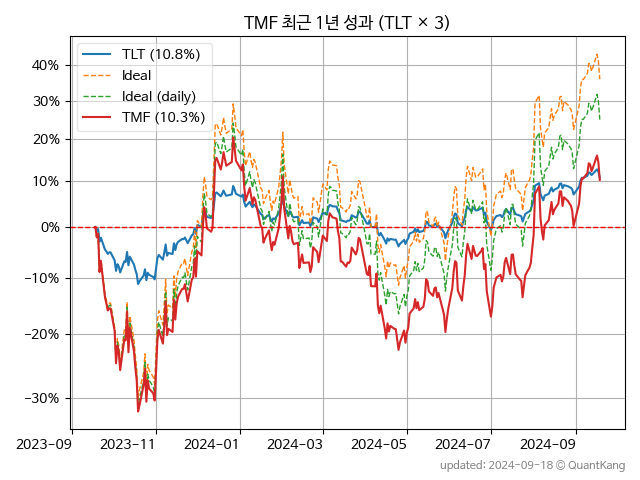 TMF 최근 1년 성과 (TLT × 3)
TLT (10.8%)
Ideal
Ideal (daily)
TMF (10.3%)
40%
30%
20%
10%
0%
−10%
−20%
−30%
2023-09
2023-11
2024-01
2024-03
2024-05
2024-07
2024-09
updated: 2024-09-18 © QuantKang